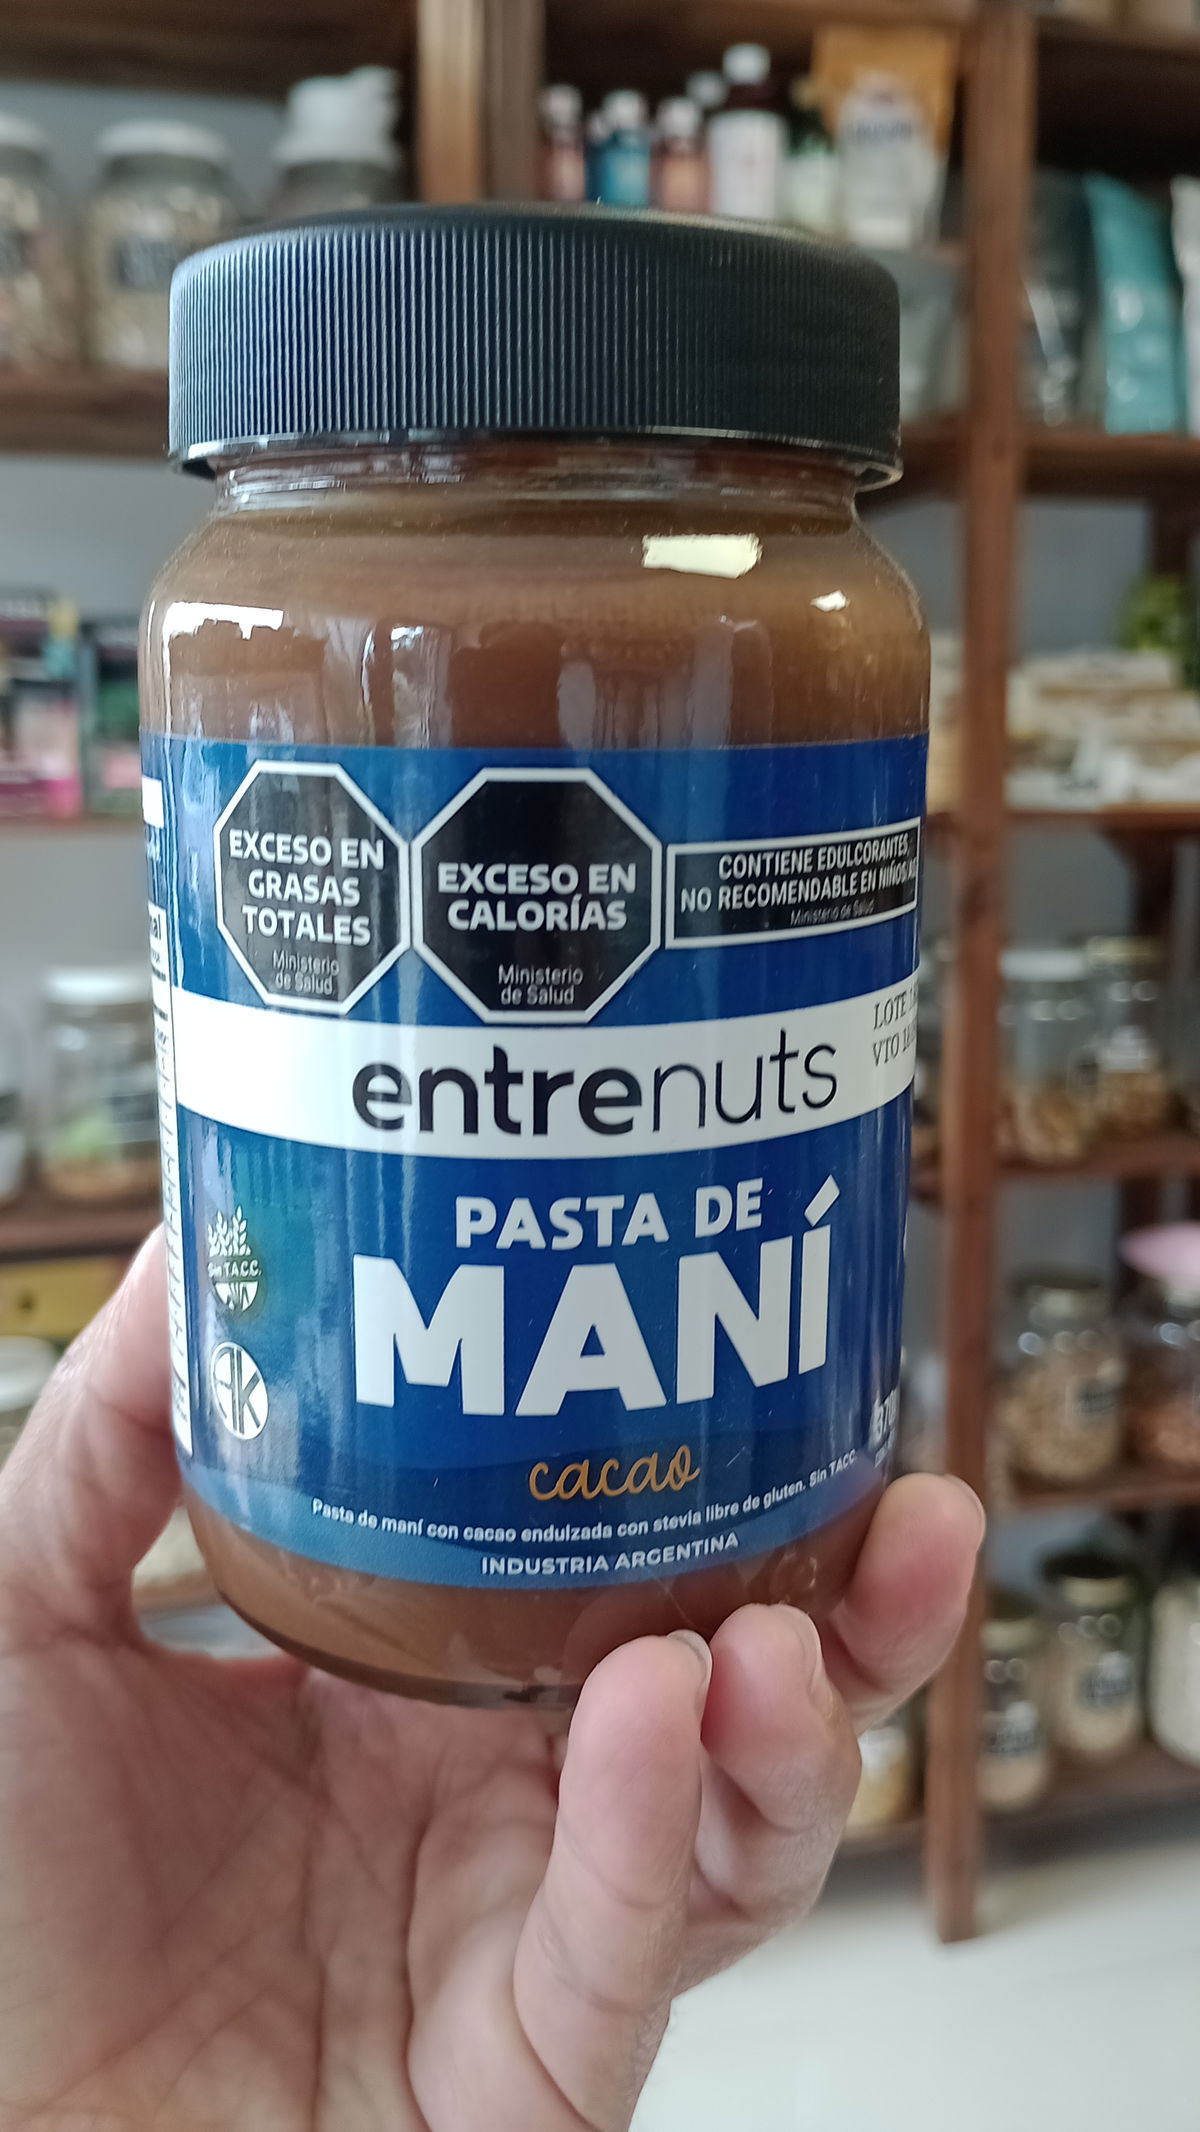 EXCESO EN
GRASAS
TOTALES
Ministerio
de Salud
EXCESO EN
CALORÍAS
Ministerio
de Salud
CONTIENE EDULCORANTES,
NO RECOMENDABLE EN
Ministerio de Salud
LOTE
VTO
entrenuts
PASTA DE
MANÍ
cacao
Sin T.A.C.C.
Pasta de maní con cacao endulzada con stevia libre de gluten. Sin TACC.
INDUSTRIA ARGENTINA